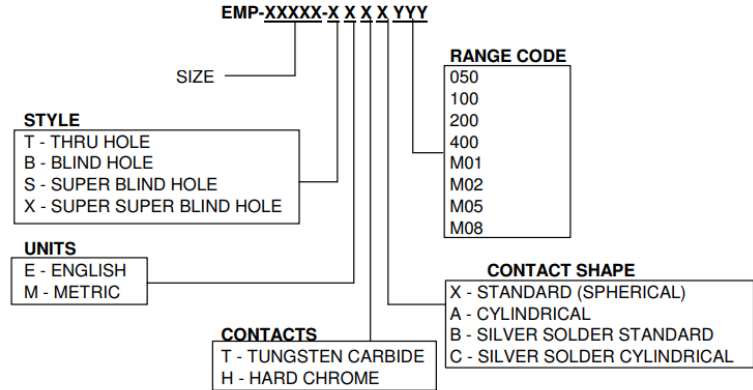 EMP-XXXXX-X X X X YYY
SIZE
STYLE
T - THRU HOLE
B - BLIND HOLE
S - SUPER BLIND HOLE
X - SUPER SUPER BLIND HOLE
UNITS
E - ENGLISH
M - METRIC
CONTACTS
T - TUNGSTEN CARBIDE
H - HARD CHROME
RANGE CODE
050
100
200
400
M01
M02
M05
M08
CONTACT SHAPE
X - STANDARD (SPHERICAL)
A - CYLINDRICAL
B - SILVER SOLDER STANDARD
C - SILVER SOLDER CYLINDRICAL